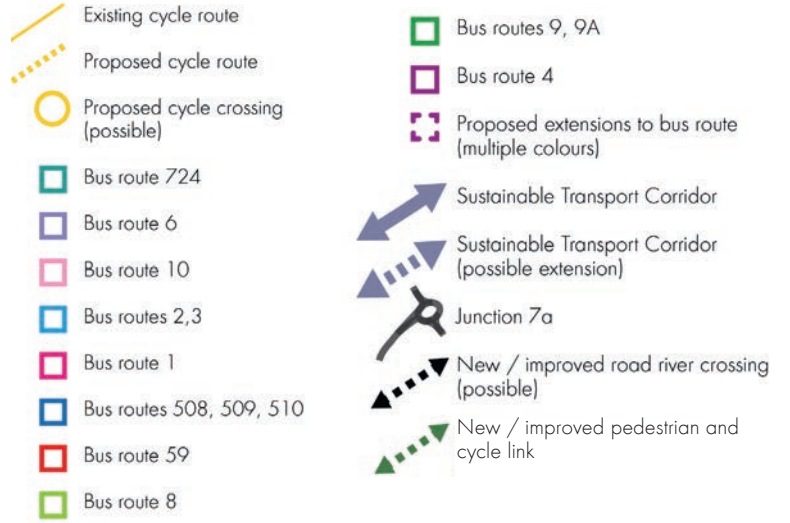 Existing cycle route
Proposed cycle route
Proposed cycle crossing
(possible)
Bus route 724
Bus route 6
Bus route 10
Bus routes 2,3
Bus route 1
Bus routes 508, 509, 510
Bus route 59
Bus route 8
Bus routes 9, 9A
Bus route 4
Proposed extensions to bus route
(multiple colours)
Sustainable Transport Corridor
Sustainable Transport Corridor
(possible extension)
Junction 7a
New / improved road river crossing
(possible)
New / improved pedestrian and
cycle link